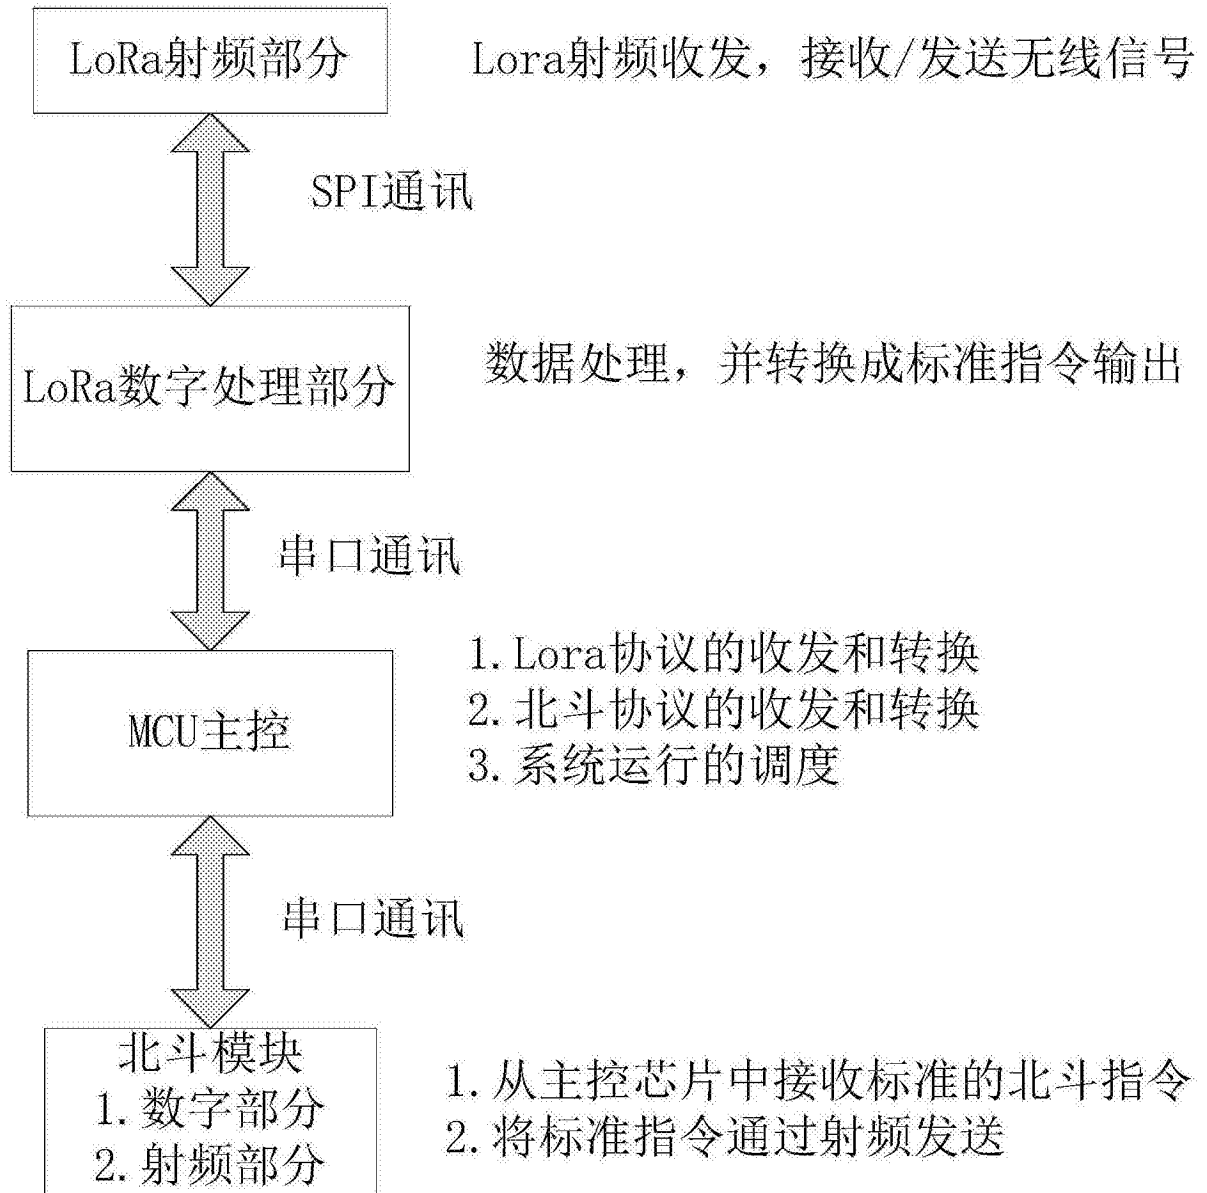 LoRa射频部分
Lora射频收发，接收/发送无线信号
SPI通讯
LoRa数字处理部分
数据处理，并转换成标准指令输出
串口通讯
MCU主控
1.Lora协议的收发和转换
2.北斗协议的收发和转换
3.系统运行的调度
串口通讯
北斗模块
1.数字部分
2.射频部分
1.从主控芯片中接收标准的北斗指令
2.将标准指令通过射频发送